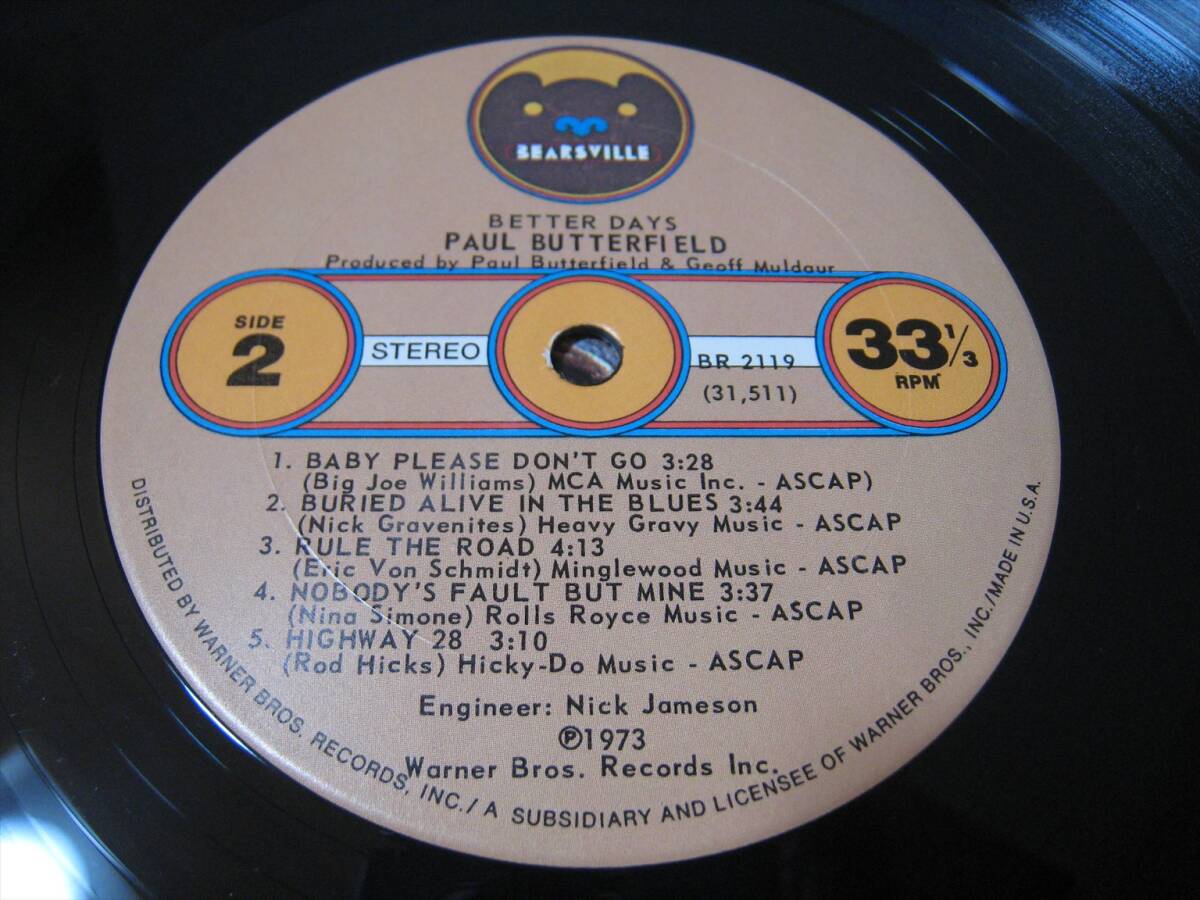 BEARSVILLE
BETTER DAYS
PAUL BUTTERFIELD
Produced by Paul Butterfield & Geoff Muldaur
SIDE
2
STEREO
BR 2119
(31,511)
33 1/3
RPM
1. BABY PLEASE DON'T GO 3:28
(Big Joe Williams) MCA Music Inc. - ASCAP)
2. BURIED ALIVE IN THE BLUES 3:44
(Nick Gravenites) Heavy Gravy Music - ASCAP
3. RULE THE ROAD 4:13
(Eric Von Schmidt) Minglewood Music - ASCAP
4. NOBODY'S FAULT BUT MINE 3:37
(Nina Simone) Rolls Royce Music - ASCAP
5. HIGHWAY 28 3:10
(Rod Hicks) Hicky-Do Music - ASCAP
Engineer: Nick Jameson
℗1973
Warner Bros. Records Inc.
DISTRIBUTED BY WARNER BROS. RECORDS, INC./A SUBSIDIARY AND LICENSEE OF WARNER BROS., INC./MADE IN U.S.A.